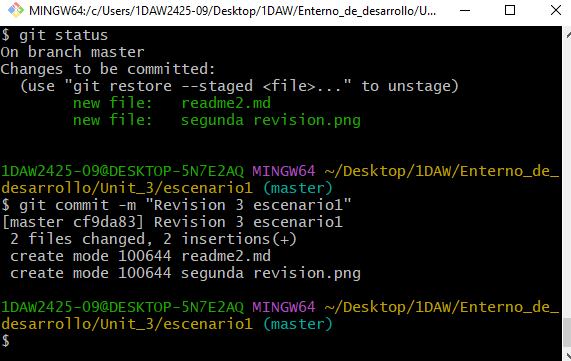 MINGW64:/c/Users/1DAW2425-09/Desktop/1DAW/Enterno_de_desarrollo/U...
$ git status
On branch master
Changes to be committed:
  (use "git restore --staged <file>..." to unstage)
        new file:   readme2.md
        new file:   segunda revision.png
1DAW2425-09@DESKTOP-5N7E2AQ MINGW64 ~/Desktop/1DAW/Enterno_de_
desarrollo/Unit_3/escenario1 (master)
$ git commit -m "Revision 3 escenario1"
[master cf9da83] Revision 3 escenario1
 2 files changed, 2 insertions(+)
 create mode 100644 readme2.md
 create mode 100644 segunda revision.png
1DAW2425-09@DESKTOP-5N7E2AQ MINGW64 ~/Desktop/1DAW/Enterno_de_
desarrollo/Unit_3/escenario1 (master)
$